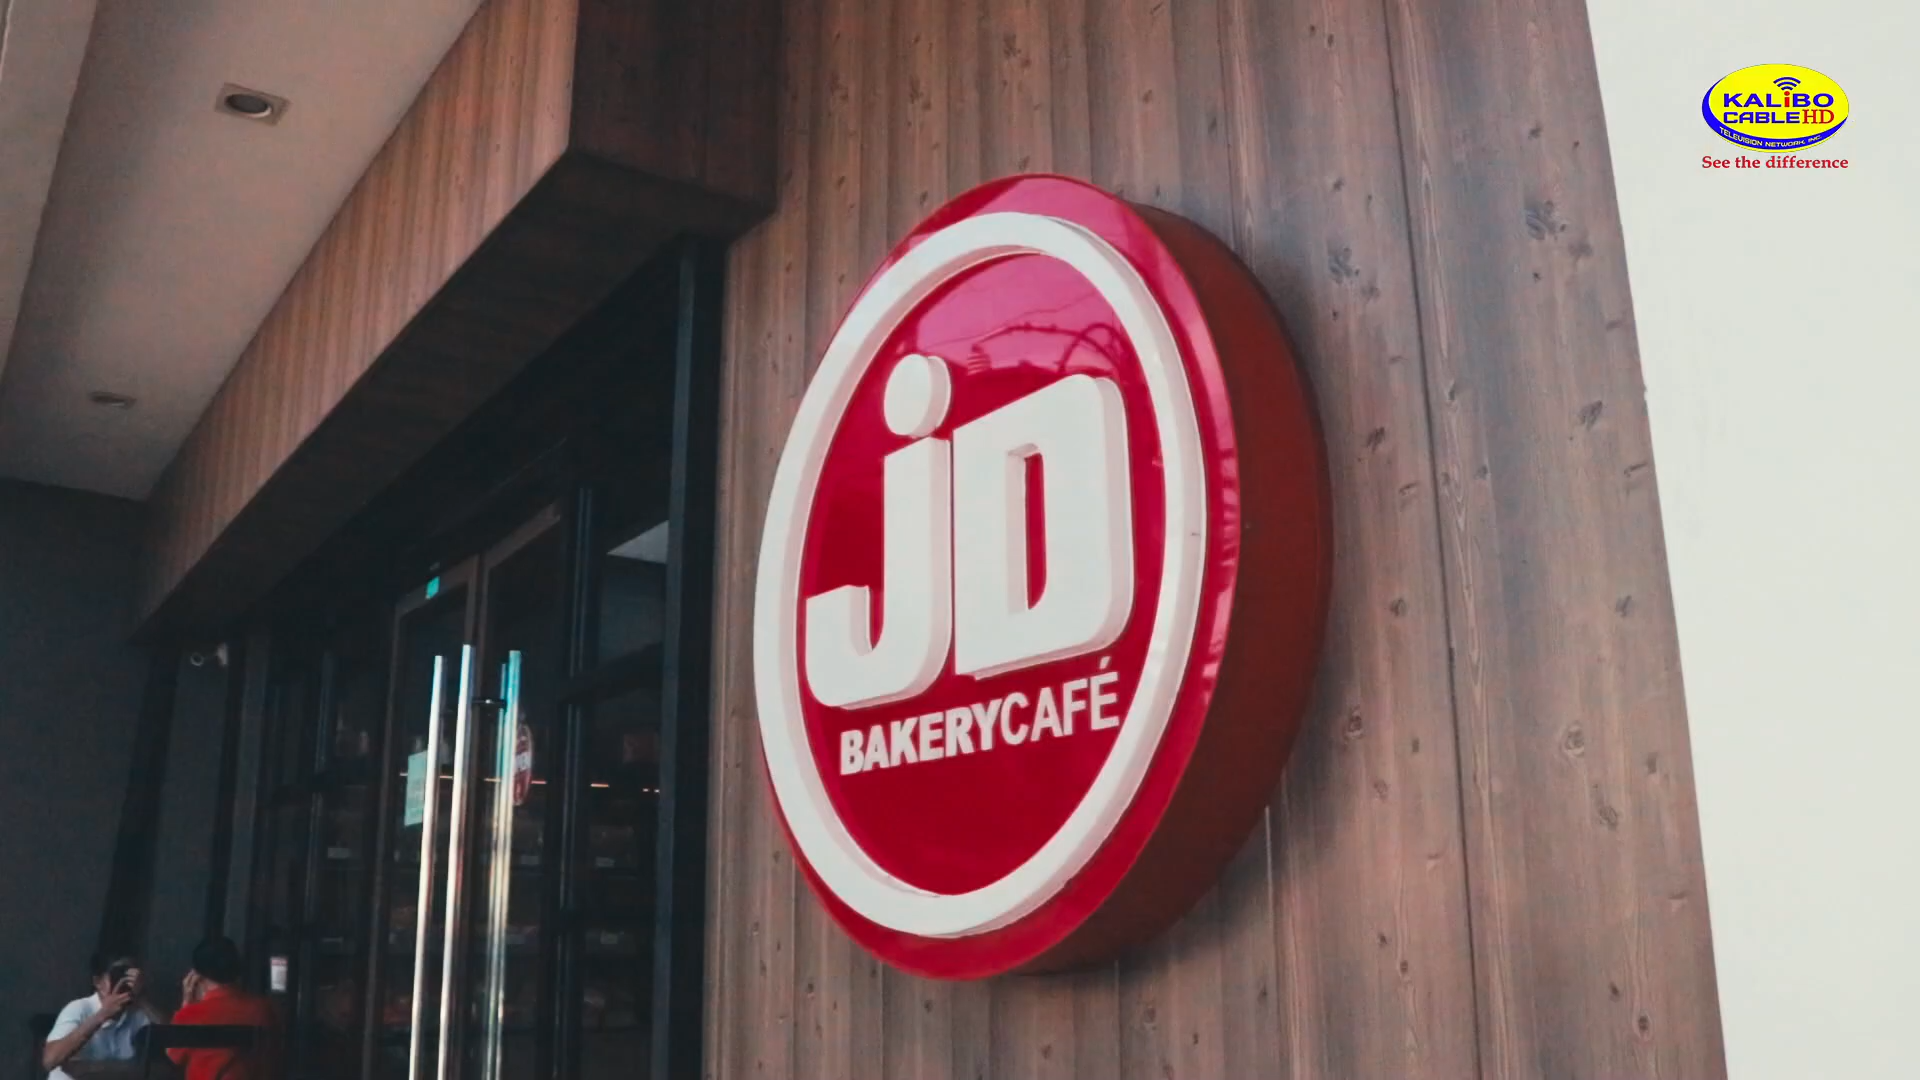 KALiBO
CABLE HD
TELEVISION NETWORK, INC.
See the difference
jD
BAKERYCAFÉ